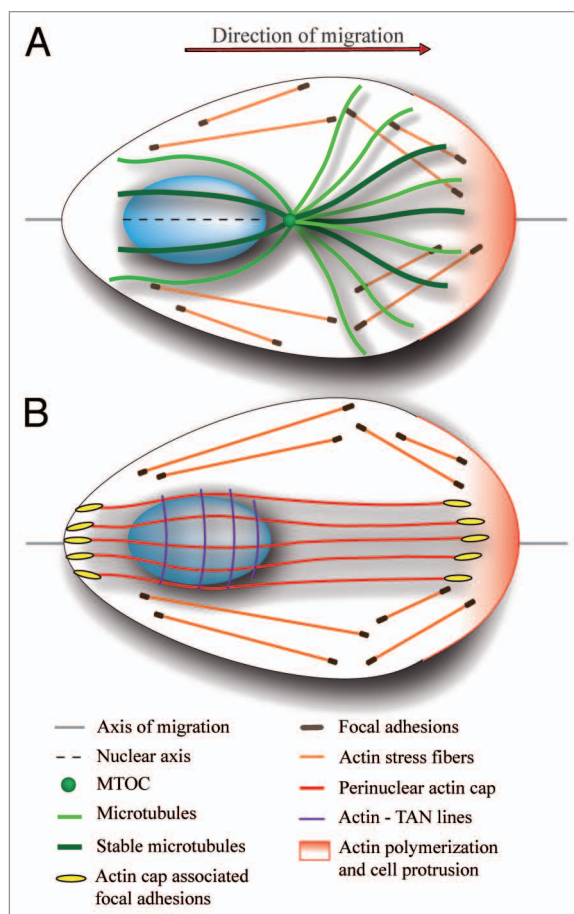 A
Direction of migration
B
Axis of migration
Nuclear axis
MTOC
Microtubules
Stable microtubules
Actin cap associated
focal adhesions
Focal adhesions
Actin stress fibers
Perinuclear actin cap
Actin - TAN lines
Actin polymerization
and cell protrusion